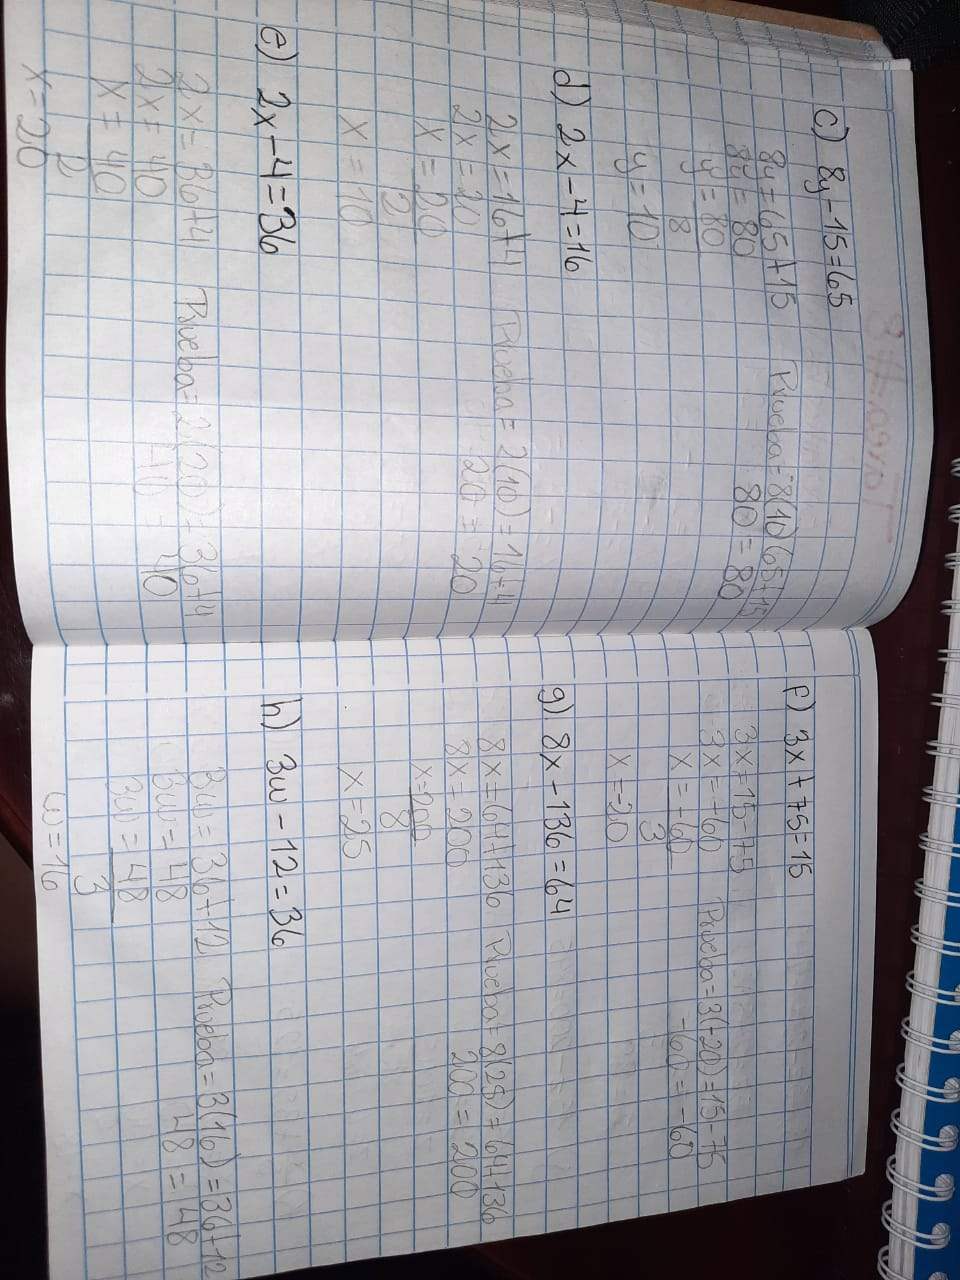 c) 8y-15=65
8y=65+15 Prueba=8(10)65+15
8y=80 80=80
y=80
8
y=10
d) 2x-4=16
2x=16+4 Prueba=2(10)=16+4
2x=20 20=20
x=20
2
x=10
e) 2x-4=36
2x=36+4 Prueba=2(20)=36+4
2x=40 40=40
x=40
2
x=20
f) 3x+75=15
3x=15-75
3x=-60 Prueba=3(-20)=15-75
x=-60 -60=-60
3
x=-20
g) 8x-136=64
8x=64+136 Prueba=8(25)=64+136
8x=200 200=200
x=200
8
x=25
h) 3w-12=36
3w=36+12 Prueba=3(16)=36+12
3w=48 48=48
3w=48
3
w=16